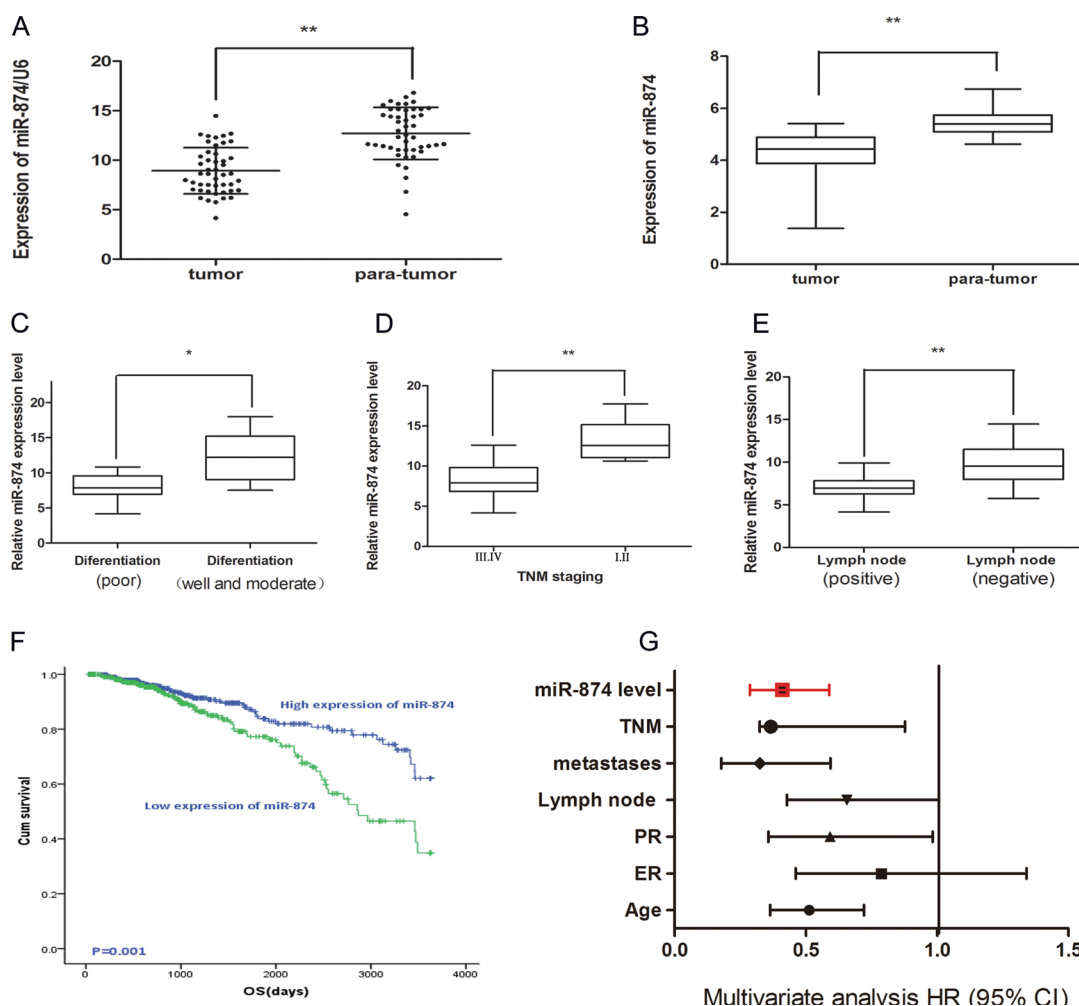 A
**
Expression of miR-874/U6
20
15
10
5
0
tumor
para-tumor
B
**
Expression of miR-874
8
6
4
2
0
tumor
para-tumor
C
*
Relative miR-874 expression level
20
15
10
5
0
Diferentiation
(poor)
Diferentiation
(well and moderate)
D
**
Relative miR-874 expression level
20
15
10
5
0
III.IV
I.II
TNM staging
E
**
Relative miR-874 expression level
20
15
10
5
0
Lymph node
(positive)
Lymph node
(negative)
F
Cum survival
1.0
0.8
0.6
0.4
0.2
0.0
High expression of miR-874
Low expression of miR-874
P=0.001
0
1000
2000
3000
4000
OS(days)
G
miR-874 level
TNM
metastases
Lymph node
PR
ER
Age
0.0
0.5
1.0
1.5
Multivariate analysis HR (95% CI)